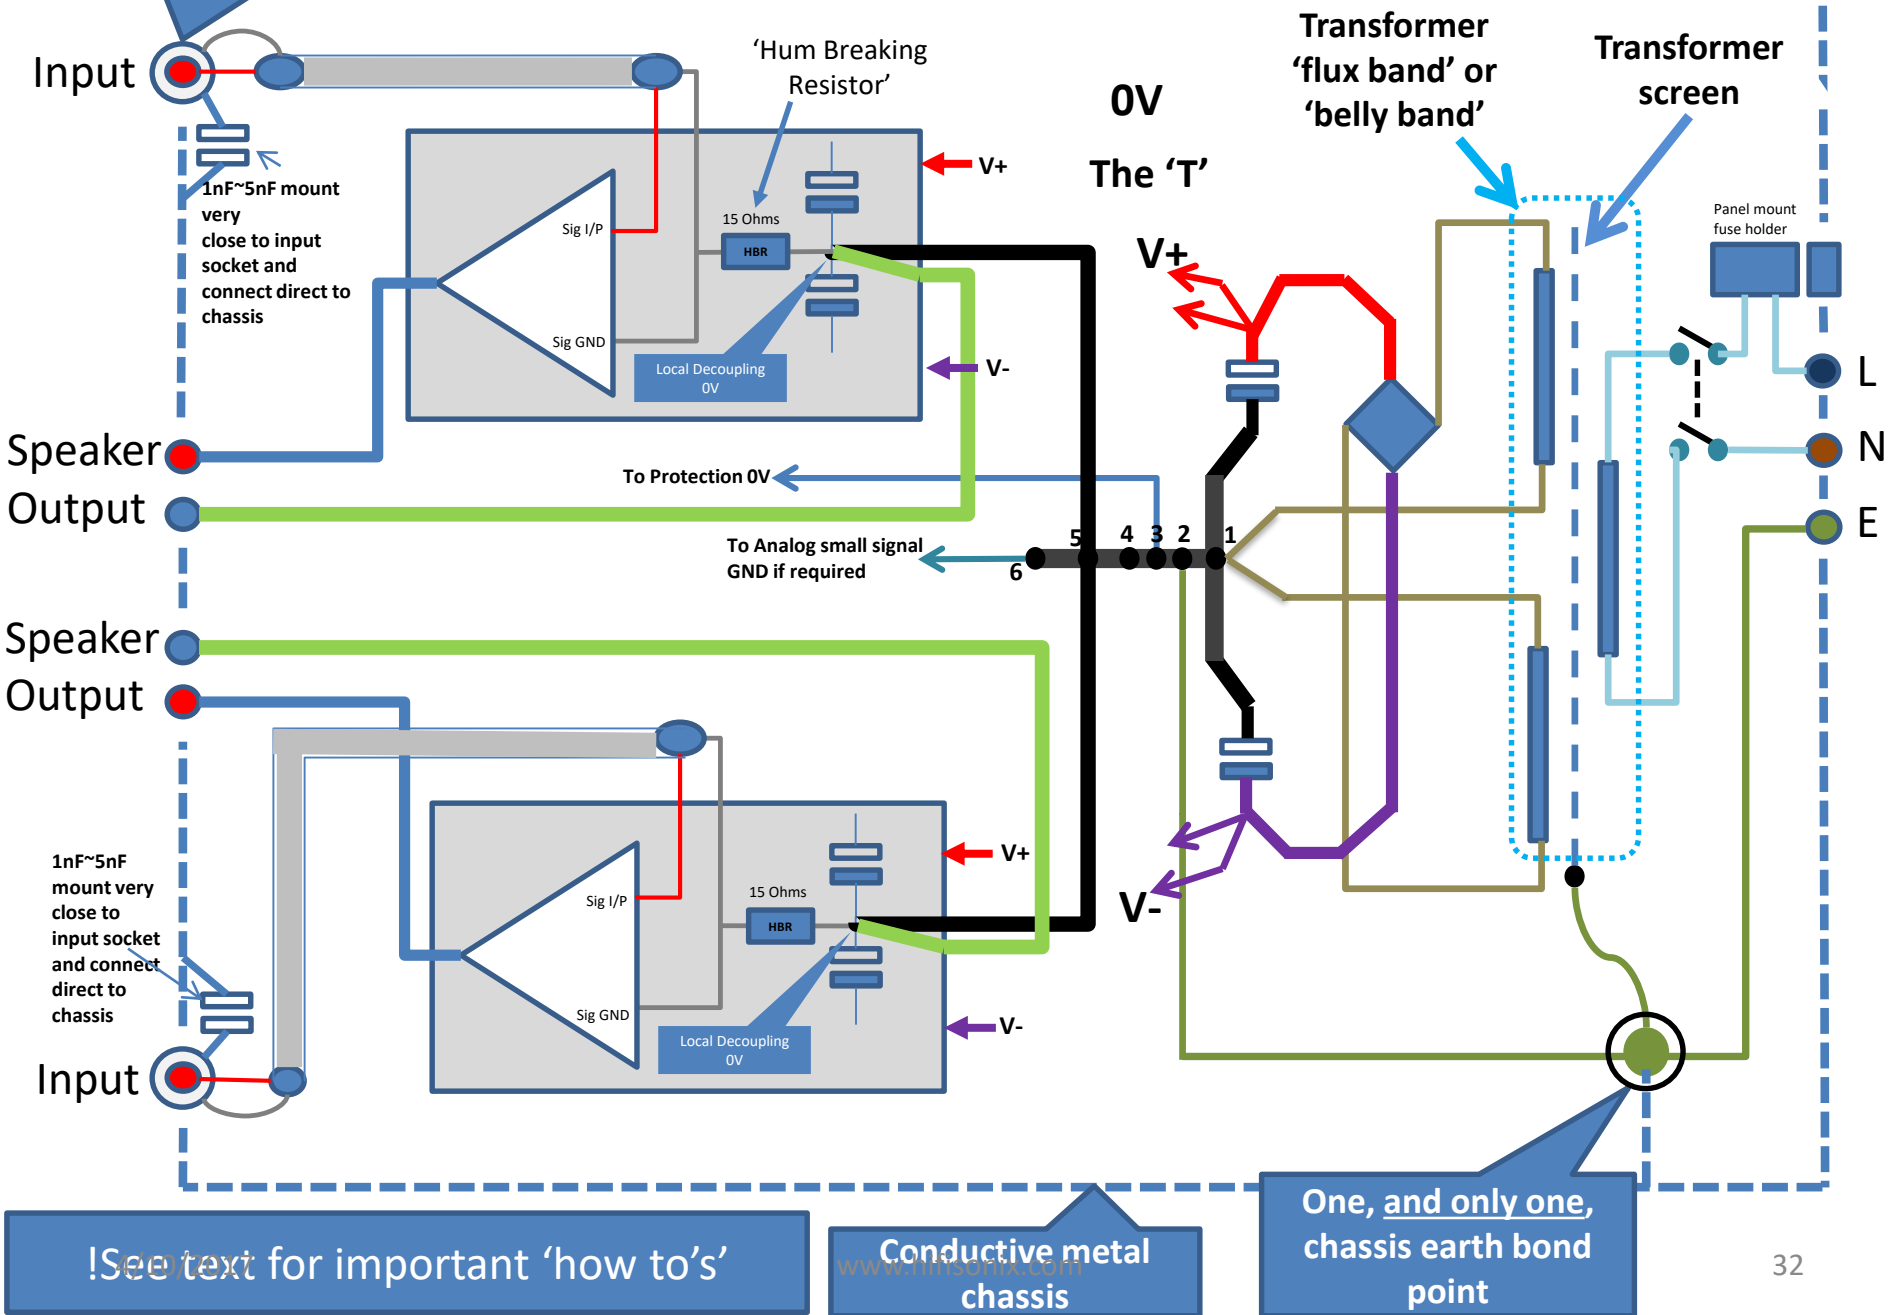 Input
'Hum Breaking
Resistor'
0V
The 'T'
Transformer
'flux band' or
'belly band'
Transformer
screen
Panel mount
fuse holder
1nF~5nF mount
very
close to input
socket and
connect direct to
chassis
Sig I/P
15 Ohms
HBR
Sig GND
Local Decoupling
0V
V+
V-
V+
L
N
E
Speaker
Output
To Protection 0V
To Analog small signal
GND if required
6
5
4
3
2
1
Speaker
Output
1nF~5nF
mount very
close to
input socket
and connect
direct to
chassis
Sig I/P
15 Ohms
HBR
Sig GND
Local Decoupling
0V
V+
V-
V-
Input
!See text for important 'how to's'
4/10/2017
Conductive metal
chassis
www.hifisonix.com
One, and only one,
chassis earth bond
point
32